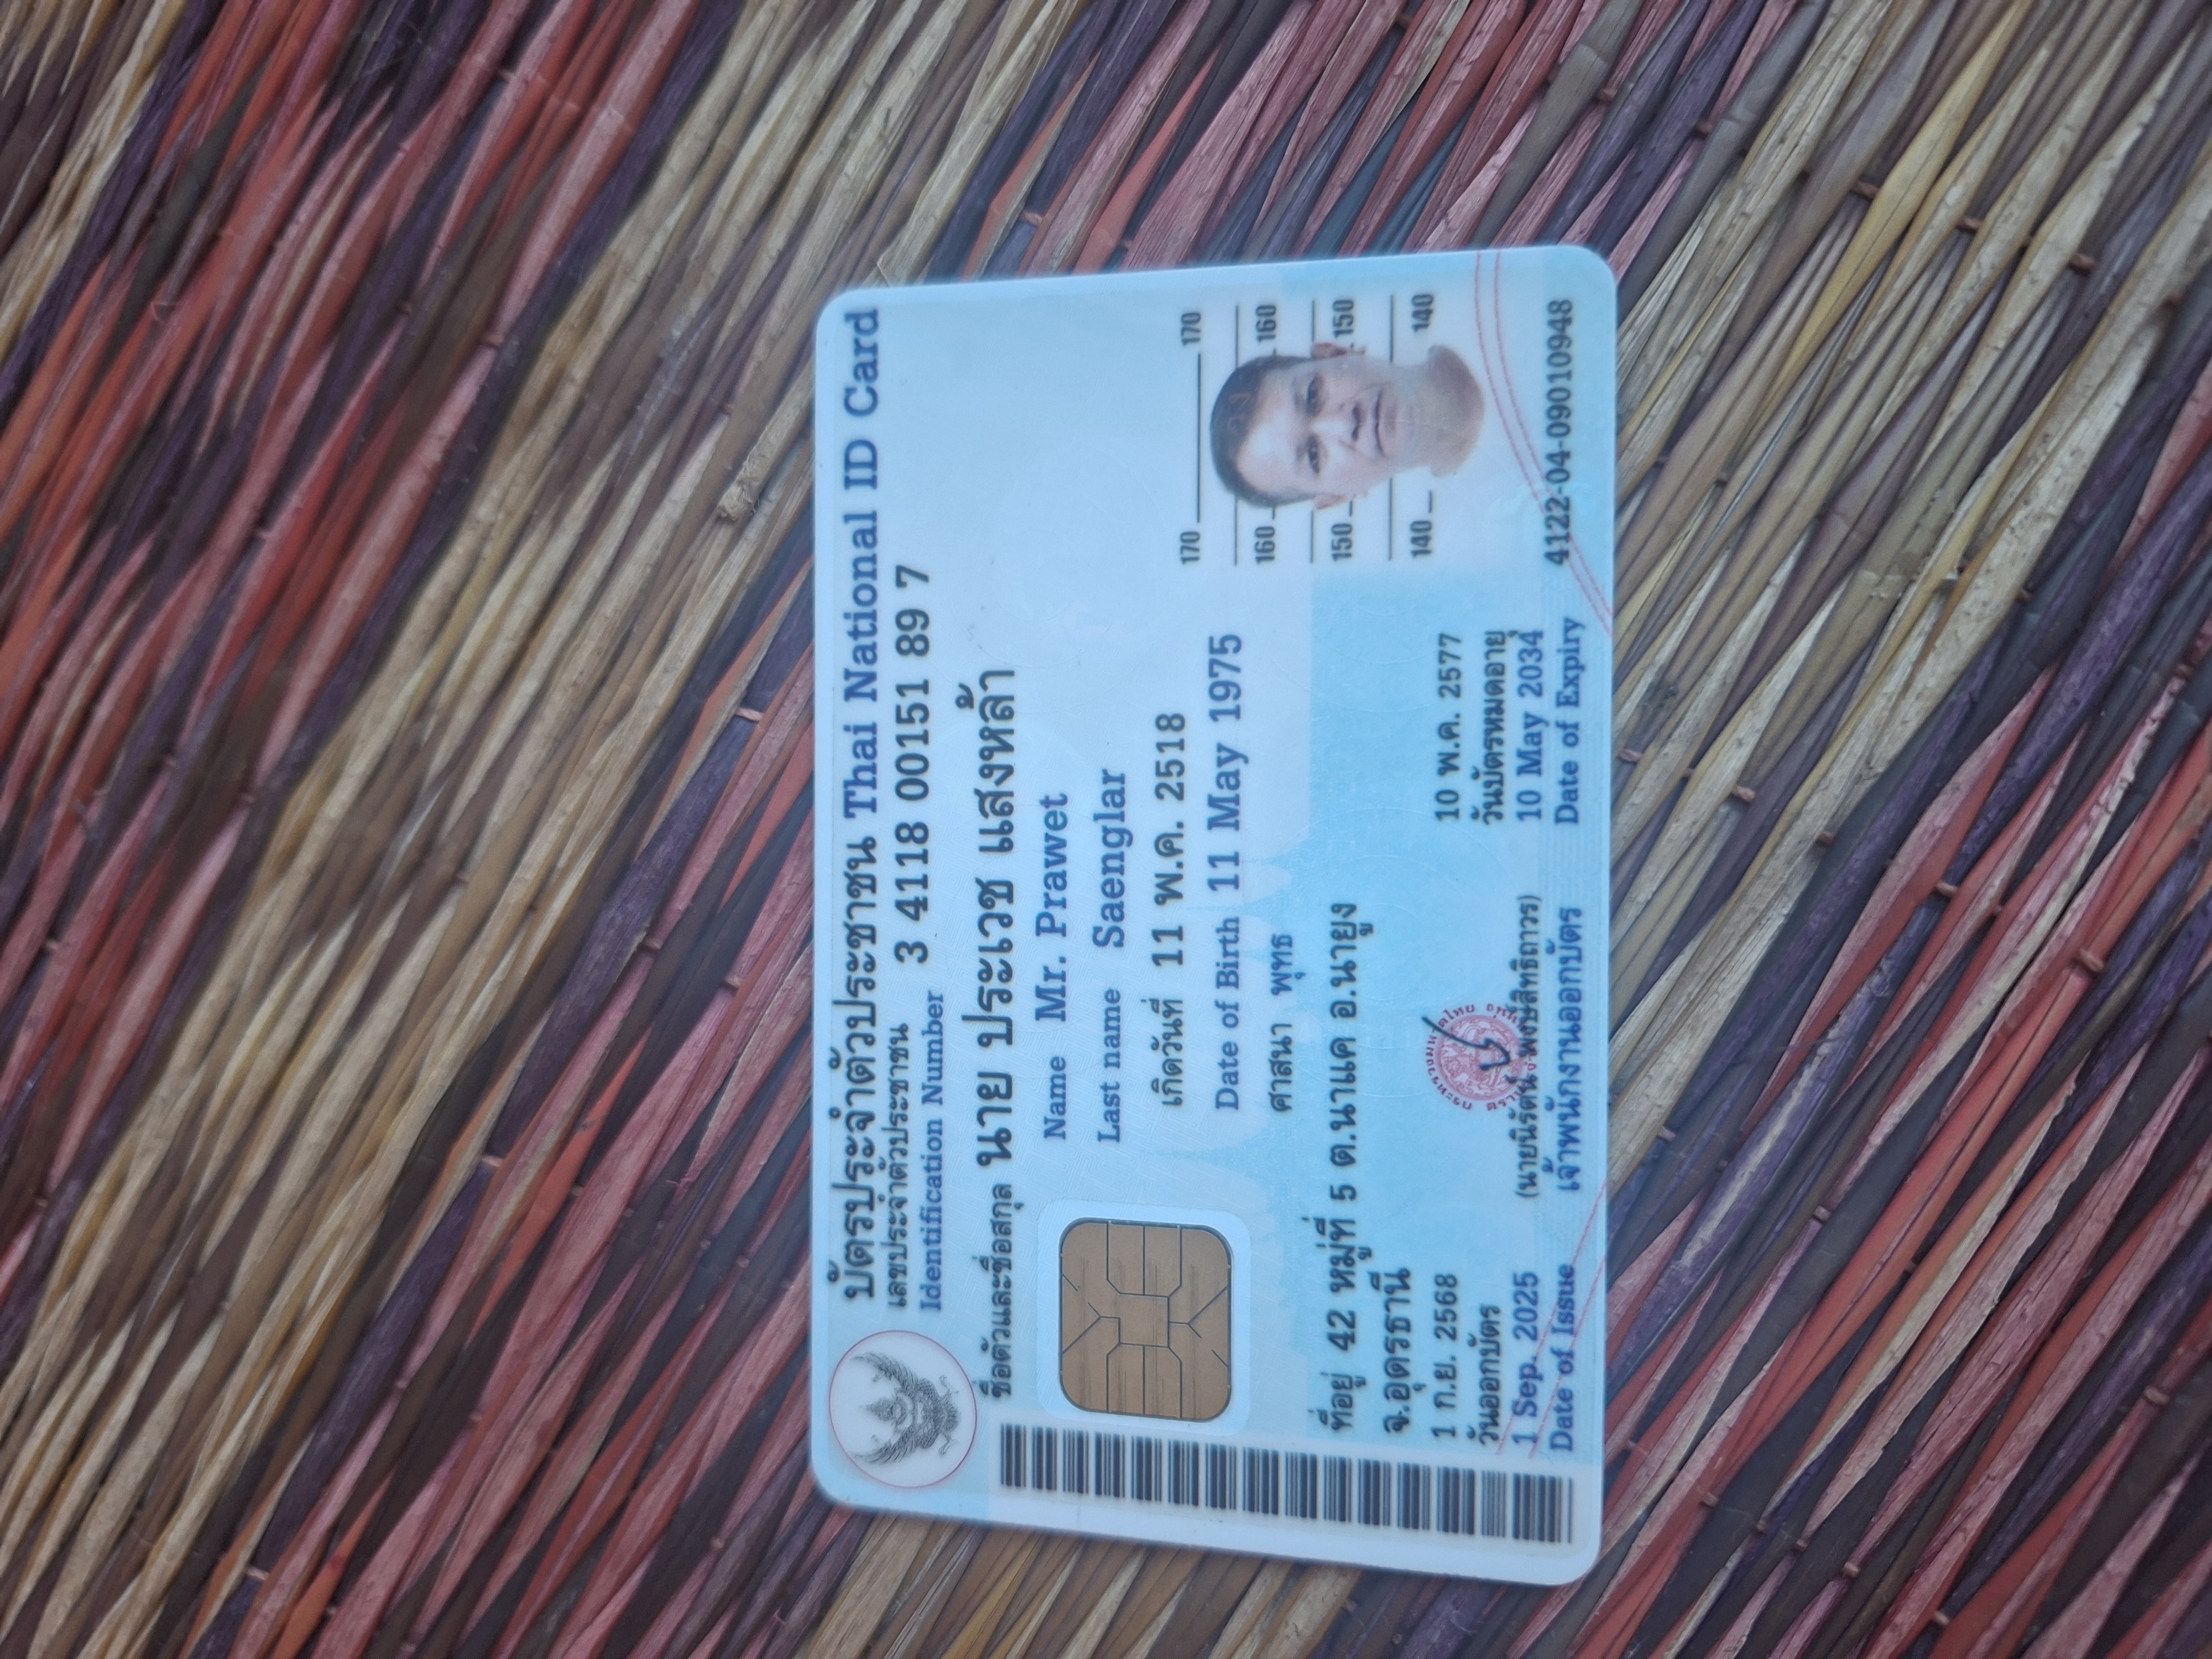 บัตรประจำตัวประชาชน Thai National ID Card
เลขประจำตัวประชาชน
Identification Number 3 4118 00151 89 7
ชื่อตัวและชื่อสกุล นาย ประเวช แสงหล้า
Name Mr. Prawet
Last name Saenglar
เกิดวันที่ 11 พ.ค. 2518
Date of Birth 11 May 1975
ศาสนา พุทธ
ที่อยู่ 42 หมู่ที่ 5 ต.นาแค อ.นายูง
จ.อุดรธานี
1 ก.ย. 2568
วันออกบัตร
1 Sep. 2025
Date of Issue
(นายนิรัตน์ พงษ์สิทธิถาวร)
เจ้าพนักงานออกบัตร
10 พ.ค. 2577
วันบัตรหมดอายุ
10 May 2034
Date of Expiry
170 170
160 160
150 150
140 140
4122-04-09010948